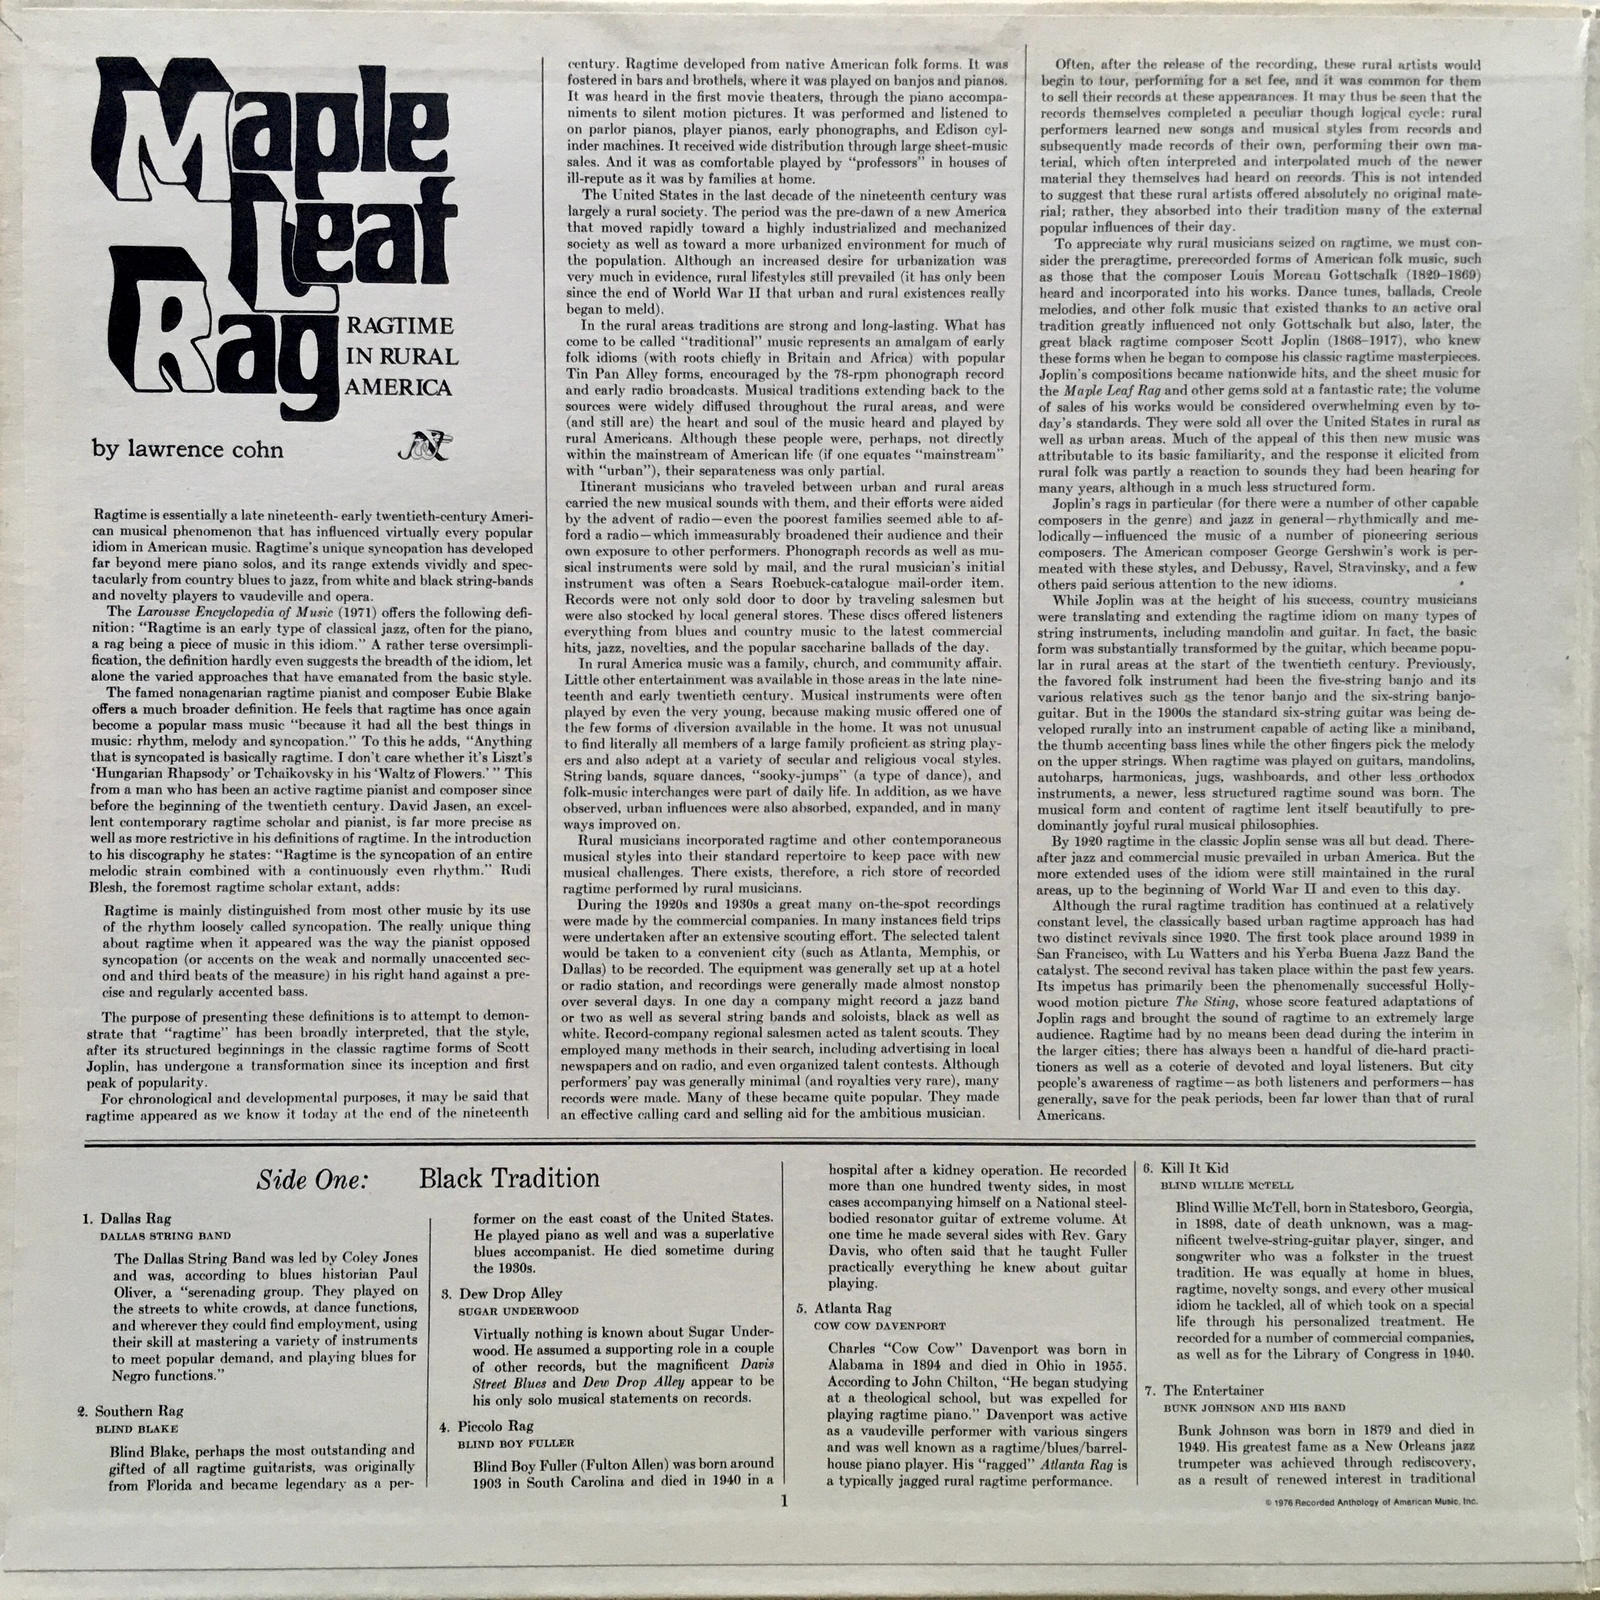 Maple
Leaf
Rag
RAGTIME
IN RURAL
AMERICA
by lawrence cohn
Ragtime is essentially a late nineteenth- early twentieth-century Ameri-
can musical phenomenon that has influenced virtually every popular
idiom in American music. Ragtime's unique syncopation has developed
far beyond mere piano solos, and its range extends vividly and spec-
tacularly from country blues to jazz, from white and black string-bands
and novelty players to vaudeville and opera.
The Larousse Encyclopedia of Music (1971) offers the following defi-
nition: “Ragtime is an early type of classical jazz, often for the piano,
a rag being a piece of music in this idiom.” A rather terse oversimpli-
fication, the definition hardly even suggests the breadth of the idiom, let
alone the varied approaches that have emanated from the basic style.
The famed nonagenarian ragtime pianist and composer Eubie Blake
offers a much broader definition. He feels that ragtime has once again
become a popular mass music “because it had all the best things in
music: rhythm, melody and syncopation.” To this he adds, “Anything
that is syncopated is basically ragtime. I don't care whether it's Liszt's
‘Hungarian Rhapsody’ or Tchaikovsky in his ‘Waltz of Flowers.’ ” This
from a man who has been an active ragtime pianist and composer since
before the beginning of the twentieth century. David Jasen, an excel-
lent contemporary ragtime scholar and pianist, is far more precise as
well as more restrictive in his definitions of ragtime. In the introduction
to his discography he states: “Ragtime is the syncopation of an entire
melodic strain combined with a continuously even rhythm.” Rudi
Blesh, the foremost ragtime scholar extant, adds:
Ragtime is mainly distinguished from most other music by its use
of the rhythm loosely called syncopation. The really unique thing
about ragtime when it appeared was the way the pianist opposed
syncopation (or accents on the weak and normally unaccented sec-
ond and third beats of the measure) in his right hand against a pre-
cise and regularly accented bass.
The purpose of presenting these definitions is to attempt to demon-
strate that “ragtime” has been broadly interpreted, that the style,
after its structured beginnings in the classic ragtime forms of Scott
Joplin, has undergone a transformation since its inception and first
peak of popularity.
For chronological and developmental purposes, it may be said that
ragtime appeared as we know it today at the end of the nineteenth
century. Ragtime developed from native American folk forms. It was
fostered in bars and brothels, where it was played on banjos and pianos.
It was heard in the first movie theaters, through the piano accompa-
niments to silent motion pictures. It was performed and listened to
on parlor pianos, player pianos, early phonographs, and Edison cyl-
inder machines. It received wide distribution through large sheet-music
sales. And it was as comfortable played by “professors” in houses of
ill-repute as it was by families at home.
The United States in the last decade of the nineteenth century was
largely a rural society. The period was the pre-dawn of a new America
that moved rapidly toward a highly industrialized and mechanized
society as well as toward a more urbanized environment for much of
the population. Although an increased desire for urbanization was
very much in evidence, rural lifestyles still prevailed (it has only been
since the end of World War II that urban and rural existences really
began to meld).
In the rural areas traditions are strong and long-lasting. What has
come to be called “traditional” music represents an amalgam of early
folk idioms (with roots chiefly in Britain and Africa) with popular
Tin Pan Alley forms, encouraged by the 78-rpm phonograph record
and early radio broadcasts. Musical traditions extending back to the
sources were widely diffused throughout the rural areas, and were
(and still are) the heart and soul of the music heard and played by
rural Americans. Although these people were, perhaps, not directly
within the mainstream of American life (if one equates “mainstream”
with “urban”), their separateness was only partial.
Itinerant musicians who traveled between urban and rural areas
carried the new musical sounds with them, and their efforts were aided
by the advent of radio—even the poorest families seemed able to af-
ford a radio—which immeasurably broadened their audience and their
own exposure to other performers. Phonograph records as well as mu-
sical instruments were sold by mail, and the rural musician's initial
instrument was often a Sears Roebuck-catalogue mail-order item.
Records were not only sold door to door by traveling salesmen but
were also stocked by local general stores. These discs offered listeners
everything from blues and country music to the latest commercial
hits, jazz, novelties, and the popular saccharine ballads of the day.
In rural America music was a family, church, and community affair.
Little other entertainment was available in those areas in the late nine-
teenth and early twentieth century. Musical instruments were often
played by even the very young, because making music offered one of
the few forms of diversion available in the home. It was not unusual
to find literally all members of a large family proficient as string play-
ers and also adept at a variety of secular and religious vocal styles.
String bands, square dances, “sooky-jumps” (a type of dance), and
folk-music interchanges were part of daily life. In addition, as we have
observed, urban influences were also absorbed, expanded, and in many
ways improved on.
Rural musicians incorporated ragtime and other contemporaneous
musical styles into their standard repertoire to keep pace with new
musical challenges. There exists, therefore, a rich store of recorded
ragtime performed by rural musicians.
During the 1920s and 1930s a great many on-the-spot recordings
were made by the commercial companies. In many instances field trips
were undertaken after an extensive scouting effort. The selected talent
would be taken to a convenient city (such as Atlanta, Memphis, or
Dallas) to be recorded. The equipment was generally set up at a hotel
or radio station, and recordings were generally made almost nonstop
over several days. In one day a company might record a jazz band
or two as well as several string bands and soloists, black as well as
white. Record-company regional salesmen acted as talent scouts. They
employed many methods in their search, including advertising in local
newspapers and on radio, and even organized talent contests. Although
performers' pay was generally minimal (and royalties very rare), many
records were made. Many of these became quite popular. They made
an effective calling card and selling aid for the ambitious musician.
Often, after the release of the recording, these rural artists would
begin to tour, performing for a set fee, and it was common for them
to sell their records at these appearances. It may thus be seen that the
records themselves completed a peculiar though logical cycle: rural
performers learned new songs and musical styles from records and
subsequently made records of their own, performing their own ma-
terial, which often interpreted and interpolated much of the newer
material they themselves had heard on records. This is not intended
to suggest that these rural artists offered absolutely no original mate-
rial; rather, they absorbed into their tradition many of the external
popular influences of their day.
To appreciate why rural musicians seized on ragtime, we must con-
sider the preragtime, prerecorded forms of American folk music, such
as those that the composer Louis Moreau Gottschalk (1829–1869)
heard and incorporated into his works. Dance tunes, ballads, Creole
melodies, and other folk music that existed thanks to an active oral
tradition greatly influenced not only Gottschalk but also, later, the
great black ragtime composer Scott Joplin (1868–1917), who knew
these forms when he began to compose his classic ragtime masterpieces.
Joplin's compositions became nationwide hits, and the sheet music for
the Maple Leaf Rag and other gems sold at a fantastic rate; the volume
of sales of his works would be considered overwhelming even by to-
day's standards. They were sold all over the United States in rural as
well as urban areas. Much of the appeal of this then new music was
attributable to its basic familiarity, and the response it elicited from
rural folk was partly a reaction to sounds they had been hearing for
many years, although in a much less structured form.
Joplin's rags in particular (for there were a number of other capable
composers in the genre) and jazz in general—rhythmically and me-
lodically—influenced the music of a number of pioneering serious
composers. The American composer George Gershwin's work is per-
meated with these styles, and Debussy, Ravel, Stravinsky, and a few
others paid serious attention to the new idioms.
While Joplin was at the height of his success, country musicians
were translating and extending the ragtime idiom on many types of
string instruments, including mandolin and guitar. In fact, the basic
form was substantially transformed by the guitar, which became popu-
lar in rural areas at the start of the twentieth century. Previously,
the favored folk instrument had been the five-string banjo and its
various relatives such as the tenor banjo and the six-string banjo-
guitar. But in the 1900s the standard six-string guitar was being de-
veloped rurally into an instrument capable of acting like a miniband,
the thumb accenting bass lines while the other fingers pick the melody
on the upper strings. When ragtime was played on guitars, mandolins,
autoharps, harmonicas, jugs, washboards, and other less orthodox
instruments, a newer, less structured ragtime sound was born. The
musical form and content of ragtime lent itself beautifully to pre-
dominantly joyful rural musical philosophies.
By 1920 ragtime in the classic Joplin sense was all but dead. There-
after jazz and commercial music prevailed in urban America. But the
more extended uses of the idiom were still maintained in the rural
areas, up to the beginning of World War II and even to this day.
Although the rural ragtime tradition has continued at a relatively
constant level, the classically based urban ragtime approach has had
two distinct revivals since 1920. The first took place around 1939 in
San Francisco, with Lu Watters and his Yerba Buena Jazz Band the
catalyst. The second revival has taken place within the past few years.
Its impetus has primarily been the phenomenally successful Holly-
wood motion picture The Sting, whose score featured adaptations of
Joplin rags and brought the sound of ragtime to an extremely large
audience. Ragtime had by no means been dead during the interim in
the larger cities; there has always been a handful of die-hard practi-
tioners as well as a coterie of devoted and loyal listeners. But city
people's awareness of ragtime—as both listeners and performers—has
generally, save for the peak periods, been far lower than that of rural
Americans.
Side One: Black Tradition
1. Dallas Rag
DALLAS STRING BAND
The Dallas String Band was led by Coley Jones
and was, according to blues historian Paul
Oliver, a “serenading group. They played on
the streets to white crowds, at dance functions,
and wherever they could find employment, using
their skill at mastering a variety of instruments
to meet popular demand, and playing blues for
Negro functions.”
2. Southern Rag
BLIND BLAKE
Blind Blake, perhaps the most outstanding and
gifted of all ragtime guitarists, was originally
from Florida and became legendary as a per-
former on the east coast of the United States.
He played piano as well and was a superlative
blues accompanist. He died sometime during
the 1930s.
3. Dew Drop Alley
SUGAR UNDERWOOD
Virtually nothing is known about Sugar Under-
wood. He assumed a supporting role in a couple
of other records, but the magnificent Davis
Street Blues and Dew Drop Alley appear to be
his only solo musical statements on records.
4. Piccolo Rag
BLIND BOY FULLER
Blind Boy Fuller (Fulton Allen) was born around
1903 in South Carolina and died in 1940 in a
hospital after a kidney operation. He recorded
more than one hundred twenty sides, in most
cases accompanying himself on a National steel-
bodied resonator guitar of extreme volume. At
one time he made several sides with Rev. Gary
Davis, who often said that he taught Fuller
practically everything he knew about guitar
playing.
5. Atlanta Rag
COW COW DAVENPORT
Charles “Cow Cow” Davenport was born in
Alabama in 1894 and died in Ohio in 1955.
According to John Chilton, “He began studying
at a theological school, but was expelled for
playing ragtime piano.” Davenport was active
as a vaudeville performer with various singers
and was well known as a ragtime/blues/barrel-
house piano player. His “ragged” Atlanta Rag is
a typically jagged rural ragtime performance.
6. Kill It Kid
BLIND WILLIE McTELL
Blind Willie McTell, born in Statesboro, Georgia,
in 1898, date of death unknown, was a mag-
nificent twelve-string-guitar player, singer, and
songwriter who was a folkster in the truest
tradition. He was equally at home in blues,
ragtime, novelty songs, and every other musical
idiom he tackled, all of which took on a special
life through his personalized treatment. He
recorded for a number of commercial companies,
as well as for the Library of Congress in 1940.
7. The Entertainer
BUNK JOHNSON AND HIS BAND
Bunk Johnson was born in 1879 and died in
1949. His greatest fame as a New Orleans jazz
trumpeter was achieved through rediscovery,
as a result of renewed interest in traditional
1
© 1976 Recorded Anthology of American Music, Inc.